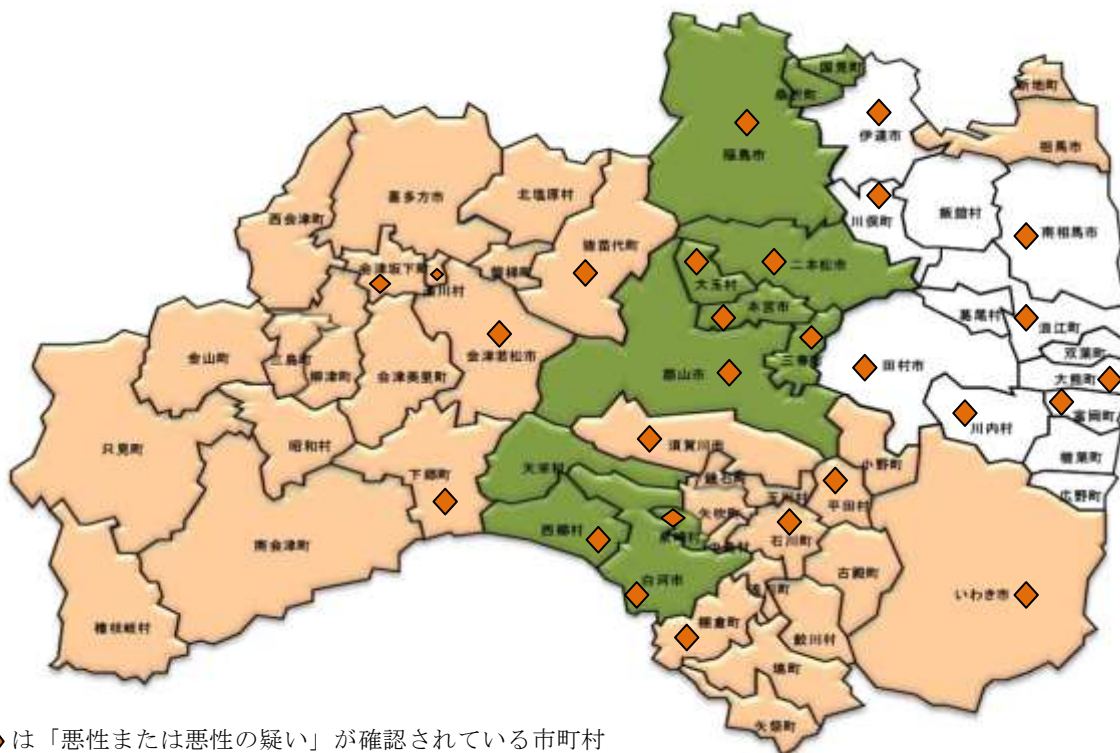 国見町
桑折町
新地町
伊達市
相馬市
福島市
喜多方市
北塩原村
西会津町
川俣町
飯舘村
猪苗代町
南相馬市
二本松市
会津坂下町
磐梯町
湯川村
大玉村
本宮市
葛尾村
浪江町
会津若松市
双葉町
金山町
三島町
三春町
柳津町
会津美里町
郡山市
田村市
大熊町
富岡町
川内村
只見町
昭和村
須賀川市
楢葉町
下郷町
天栄村
小野町
鏡石町
玉川村
平田村
広野町
矢吹町
西郷村
泉崎村
中島村
石川町
南会津町
古殿町
白河市
浅川町
いわき市
棚倉町
檜枝岐村
鮫川村
塙町
矢祭町
は「悪性または悪性の疑い」が確認されている市町村